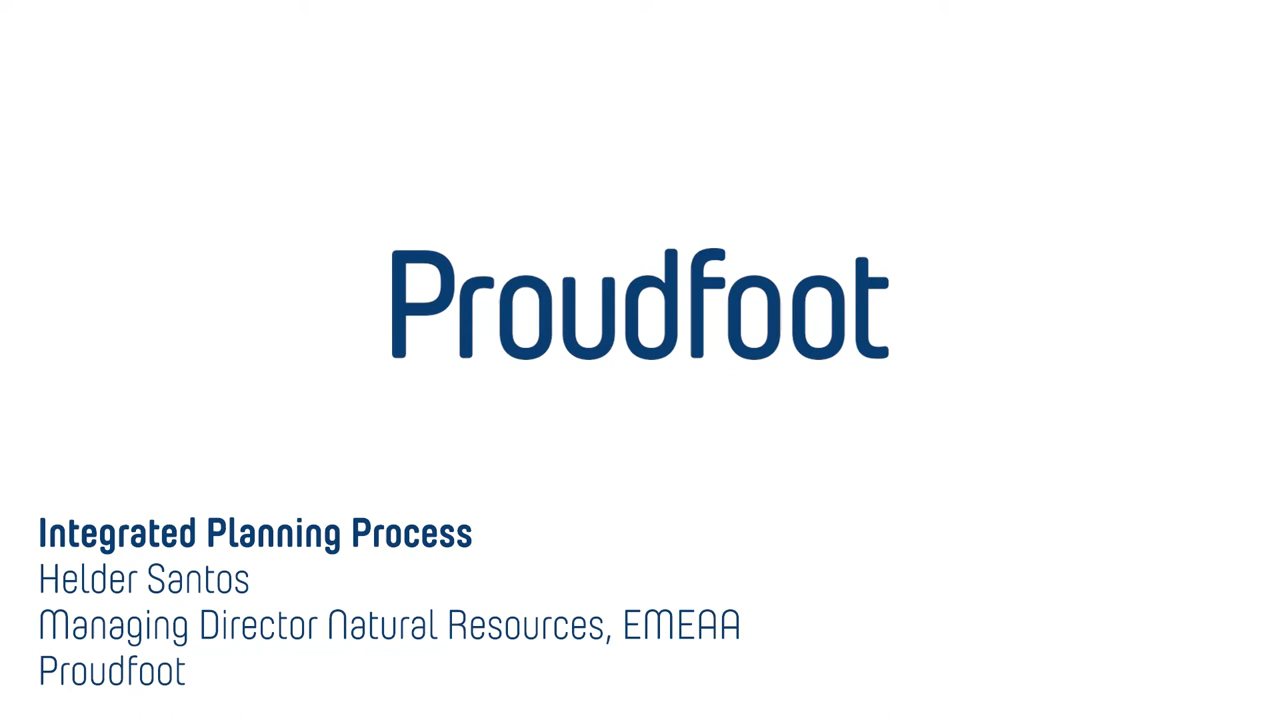 Proudfoot
Integrated Planning Process
Helder Santos
Managing Director Natural Resources, EMEAA
Proudfoot